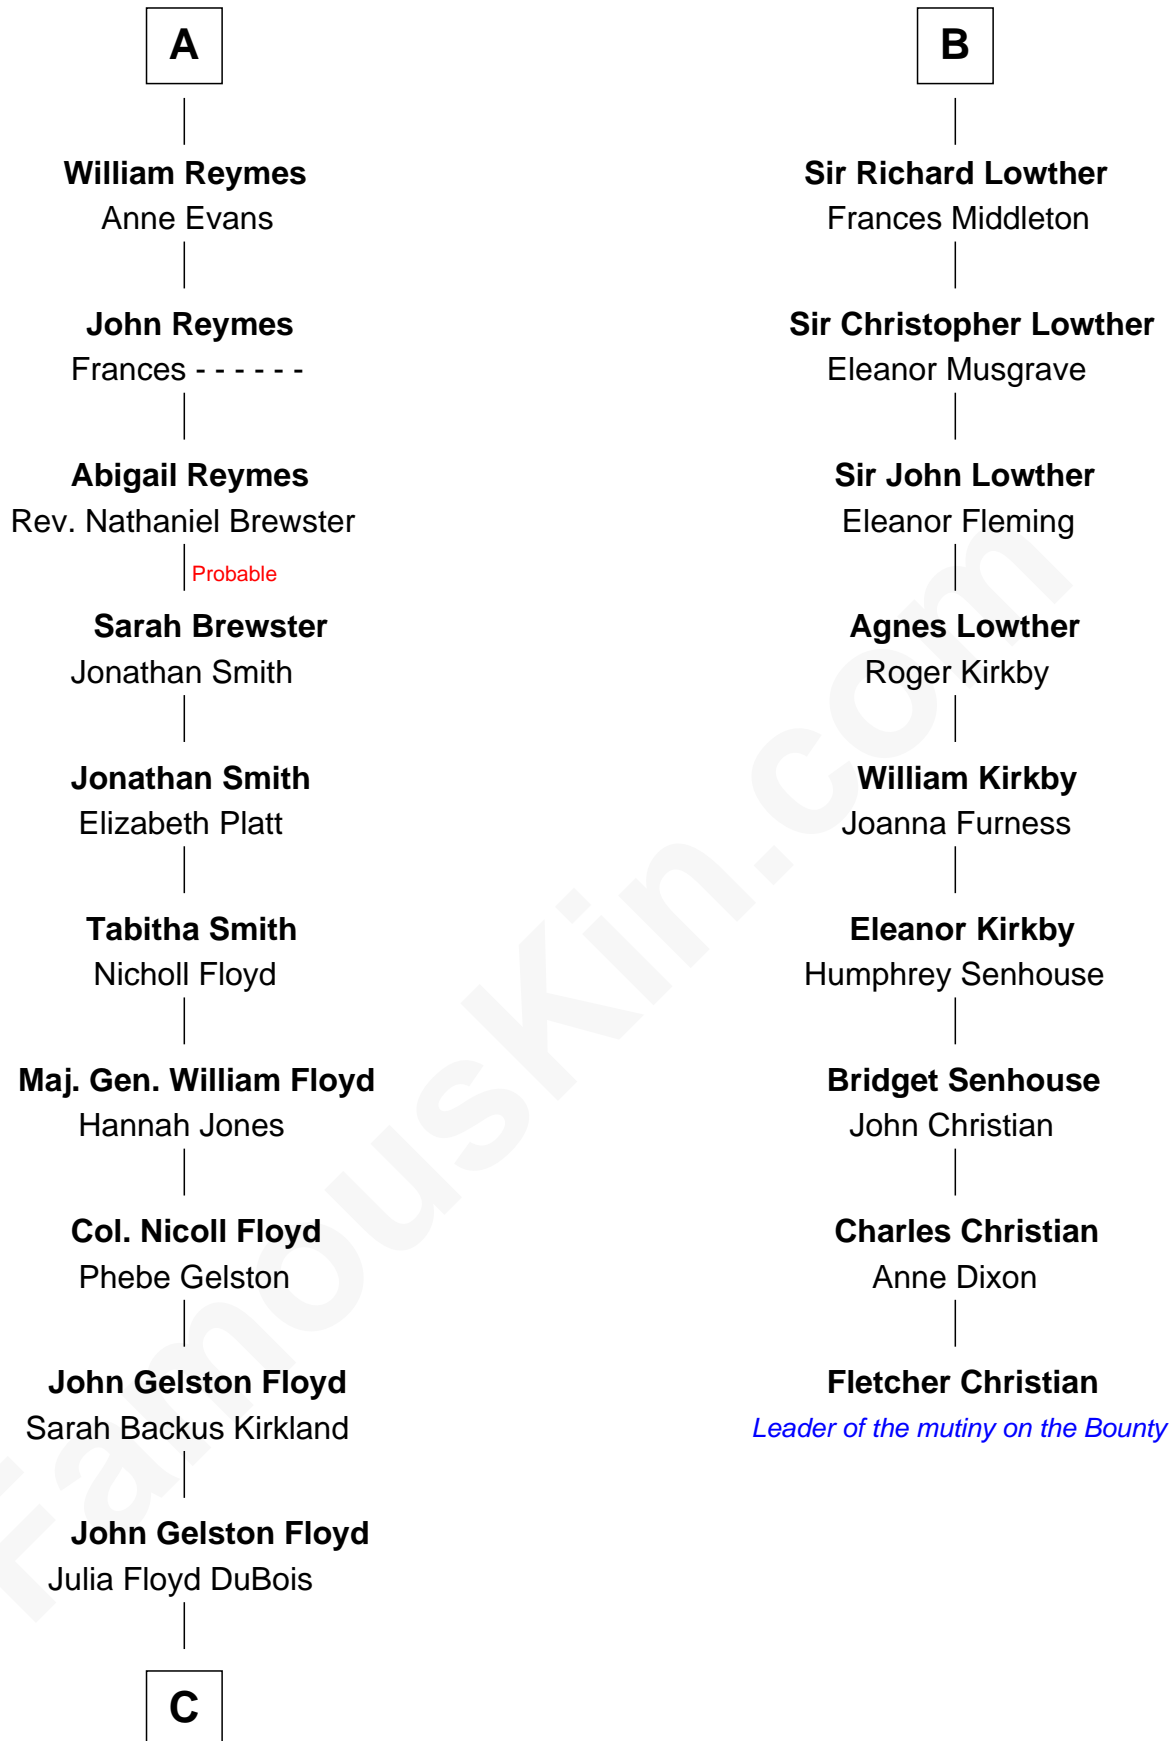 A
William Reymes
Anne Evans
John Reymes
Frances - - - - - -
Abigail Reymes
Rev. Nathaniel Brewster
Probable
Sarah Brewster
Jonathan Smith
Jonathan Smith
Elizabeth Platt
Tabitha Smith
Nicholl Floyd
Maj. Gen. William Floyd
Hannah Jones
Col. Nicoll Floyd
Phebe Gelston
John Gelston Floyd
Sarah Backus Kirkland
John Gelston Floyd
Julia Floyd DuBois
C
B
Sir Richard Lowther
Frances Middleton
Sir Christopher Lowther
Eleanor Musgrave
Sir John Lowther
Eleanor Fleming
Agnes Lowther
Roger Kirkby
William Kirkby
Joanna Furness
Eleanor Kirkby
Humphrey Senhouse
Bridget Senhouse
John Christian
Charles Christian
Anne Dixon
Fletcher Christian
Leader of the mutiny on the Bounty
FamousKin.com